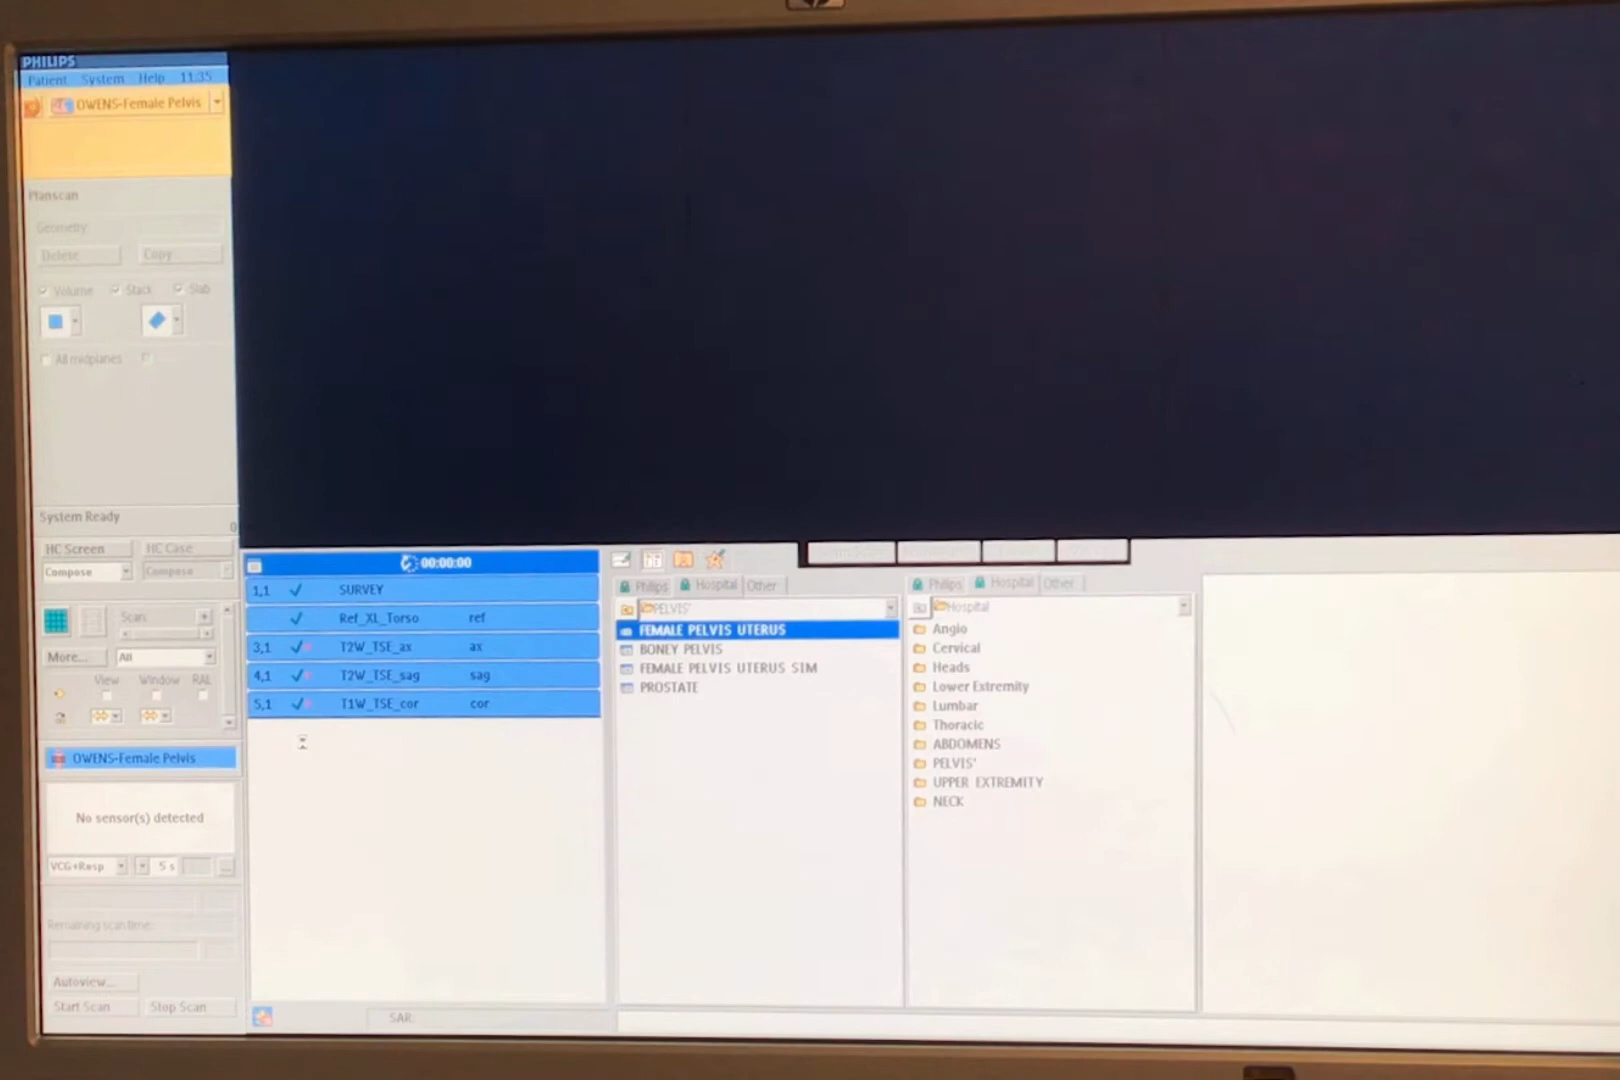 PHILIPS
Patient System Help 11:35
OWENS-Female Pelvis
Planscan
Geometry
Delete Copy
Volume Stack Slab
All midplanes
System Ready
0
HC Screen HC Case
Compose Compose
Scan:
More... All
View Window RAL
OWENS-Female Pelvis
No sensor(s) detected
VCG+Resp 5 s ...
Remaining scan time:
Autoview...
Start Scan Stop Scan
00:00:00
1,1 SURVEY
Ref_XL_Torso ref
3,1 T2W_TSE_ax ax
4,1 T2W_TSE_sag sag
5,1 T1W_TSE_cor cor
SAR:
Philips Hospital Other
PELVIS'
FEMALE PELVIS UTERUS
BONEY PELVIS
FEMALE PELVIS UTERUS SIM
PROSTATE
Philips Hospital Other
Hospital
Angio
Cervical
Heads
Lower Extremity
Lumbar
Thoracic
ABDOMENS
PELVIS'
UPPER EXTREMITY
NECK